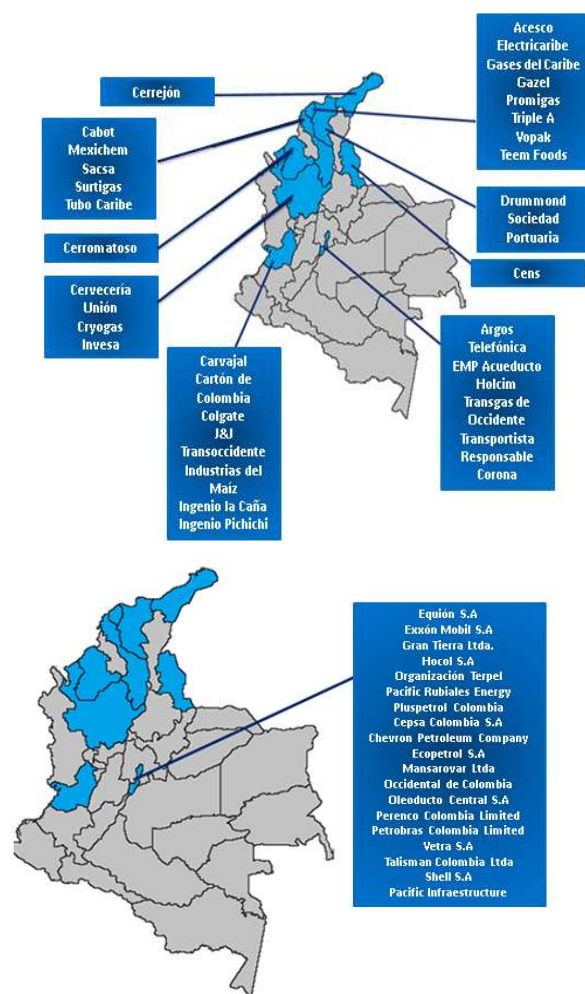 Cerrejón
Cabot
Mexichem
Sacsa
Surtigas
Tubo Caribe
Cerromatoso
Cervecería
Unión
Cryogas
Invesa
Carvajal
Cartón de
Colombia
Colgate
J&J
Transoccidente
Industrias del
Maíz
Ingenio la Caña
Ingenio Pichichi
Acesco
Electricaribe
Gases del Caribe
Gazel
Promigas
Triple A
Vopak
Teem Foods
Drummond
Sociedad
Portuaria
Cens
Argos
Telefónica
EMP Acueducto
Holcim
Transgas de
Occidente
Transportista
Responsable
Corona
Equión S.A
Exxón Mobil S.A
Gran Tierra Ltda.
Hocol S.A
Organización Terpel
Pacific Rubiales Energy
Pluspetrol Colombia
Cepsa Colombia S.A
Chevron Petroleum Company
Ecopetrol S.A
Mansarovar Ltda
Occidental de Colombia
Oleoducto Central S.A
Perenco Colombia Limited
Petrobras Colombia Limited
Vetra S.A
Talisman Colombia Ltda
Shell S.A
Pacific Infraestructure